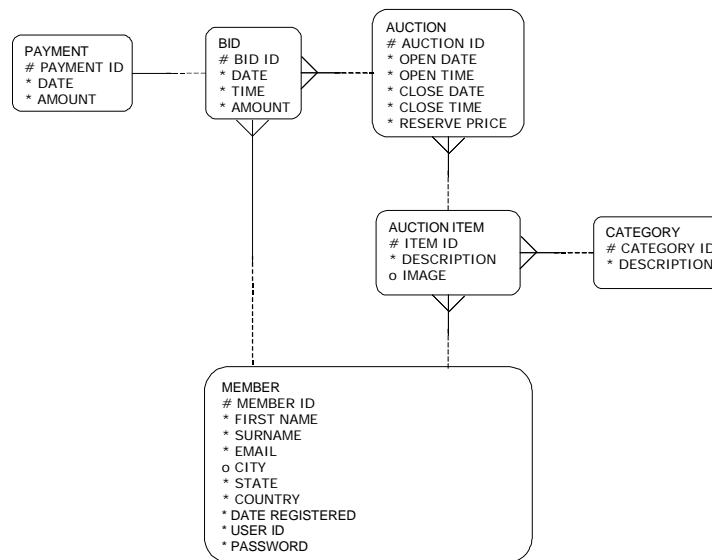 PAYMENT
# PAYMENT ID
* DATE
* AMOUNT
BID
# BID ID
* DATE
* TIME
* AMOUNT
AUCTION
# AUCTION ID
* OPEN DATE
* OPEN TIME
* CLOSE DATE
* CLOSE TIME
* RESERVE PRICE
AUCTION ITEM
# ITEM ID
* DESCRIPTION
o IMAGE
CATEGORY
# CATEGORY ID
* DESCRIPTION
MEMBER
# MEMBER ID
* FIRST NAME
* SURNAME
* EMAIL
o CITY
* STATE
* COUNTRY
* DATE REGISTERED
* USER ID
* PASSWORD